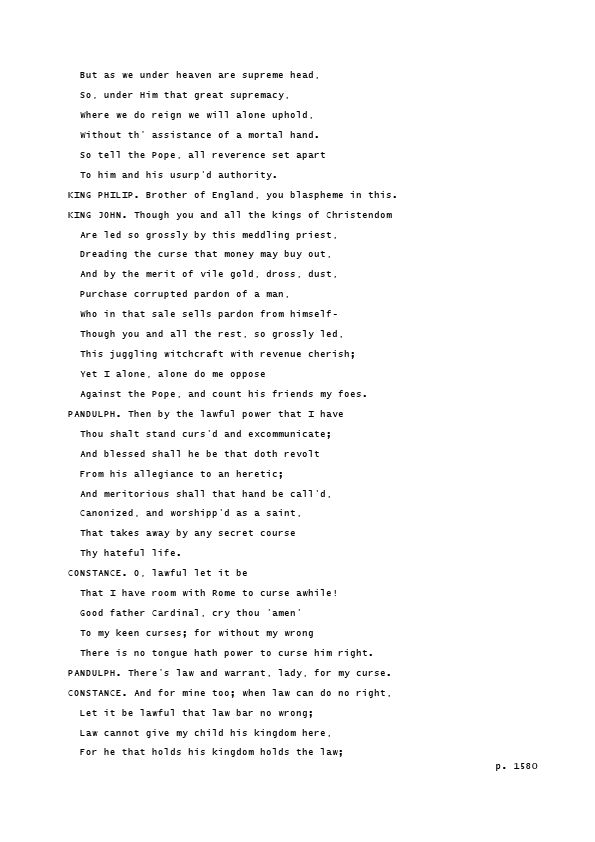 But as we under heaven are supreme head,
So, under Him that great supremacy,
Where we do reign we will alone uphold,
Without th' assistance of a mortal hand.
So tell the Pope, all reverence set apart
To him and his usurp'd authority.
KING PHILIP. Brother of England, you blaspheme in this.
KING JOHN. Though you and all the kings of Christendom
Are led so grossly by this meddling priest,
Dreading the curse that money may buy out,
And by the merit of vile gold, dross, dust,
Purchase corrupted pardon of a man,
Who in that sale sells pardon from himself-
Though you and all the rest, so grossly led,
This juggling witchcraft with revenue cherish;
Yet I alone, alone do me oppose
Against the Pope, and count his friends my foes.
PANDULPH. Then by the lawful power that I have
Thou shalt stand curs'd and excommunicate;
And blessed shall he be that doth revolt
From his allegiance to an heretic;
And meritorious shall that hand be call'd,
Canonized, and worshipp'd as a saint,
That takes away by any secret course
Thy hateful life.
CONSTANCE. O, lawful let it be
That I have room with Rome to curse awhile!
Good father Cardinal, cry thou 'amen'
To my keen curses; for without my wrong
There is no tongue hath power to curse him right.
PANDULPH. There's law and warrant, lady, for my curse.
CONSTANCE. And for mine too; when law can do no right,
Let it be lawful that law bar no wrong;
Law cannot give my child his kingdom here,
For he that holds his kingdom holds the law;
p. 1580